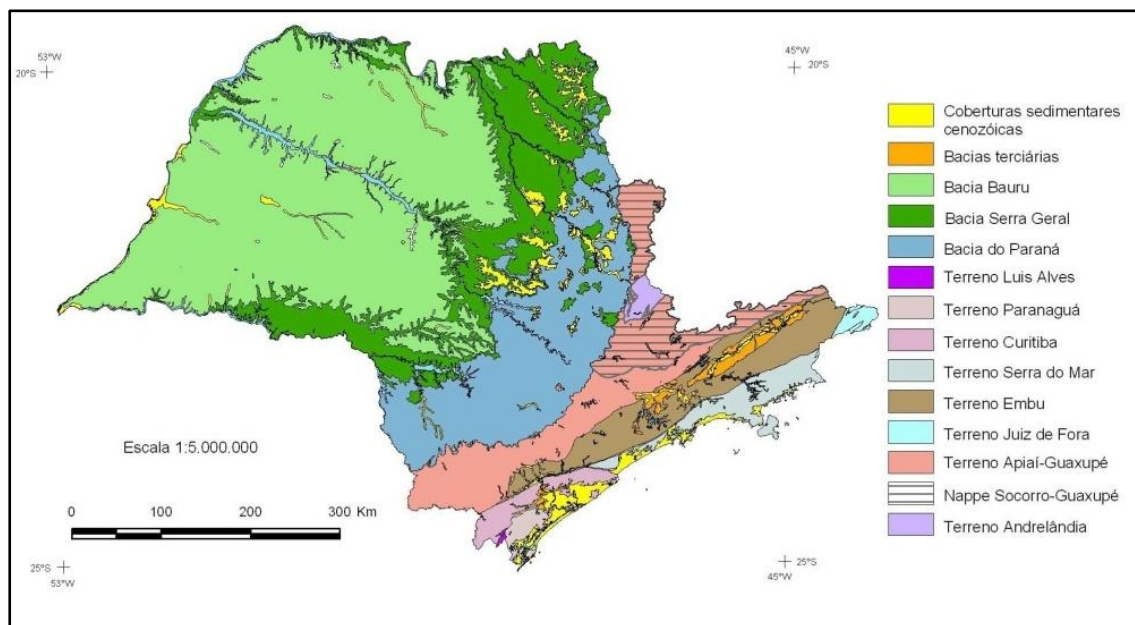 53°W
20°S
45°W
20°S
Coberturas sedimentares
cenozóicas
Bacias terciárias
Bacia Bauru
Bacia Serra Geral
Bacia do Paraná
Terreno Luis Alves
Terreno Paranaguá
Terreno Curitiba
Terreno Serra do Mar
Terreno Embu
Terreno Juiz de Fora
Terreno Apiaí-Guaxupé
Nappe Socorro-Guaxupé
Terreno Andrelândia
Escala 1:5.000.000
0 50 100 200 300 Km
25°S
53°W
25°S
45°W